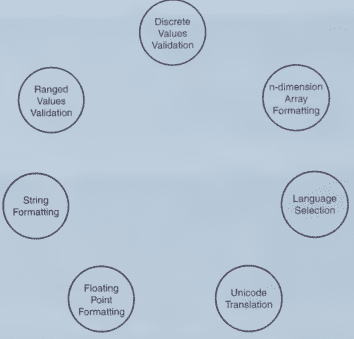 Discrete
Values
Validation
Ranged
Values
Validation
n-dimension
Array
Formatting
String
Formatting
Language
Selection
Floating
Point
Formatting
Unicode
Translation